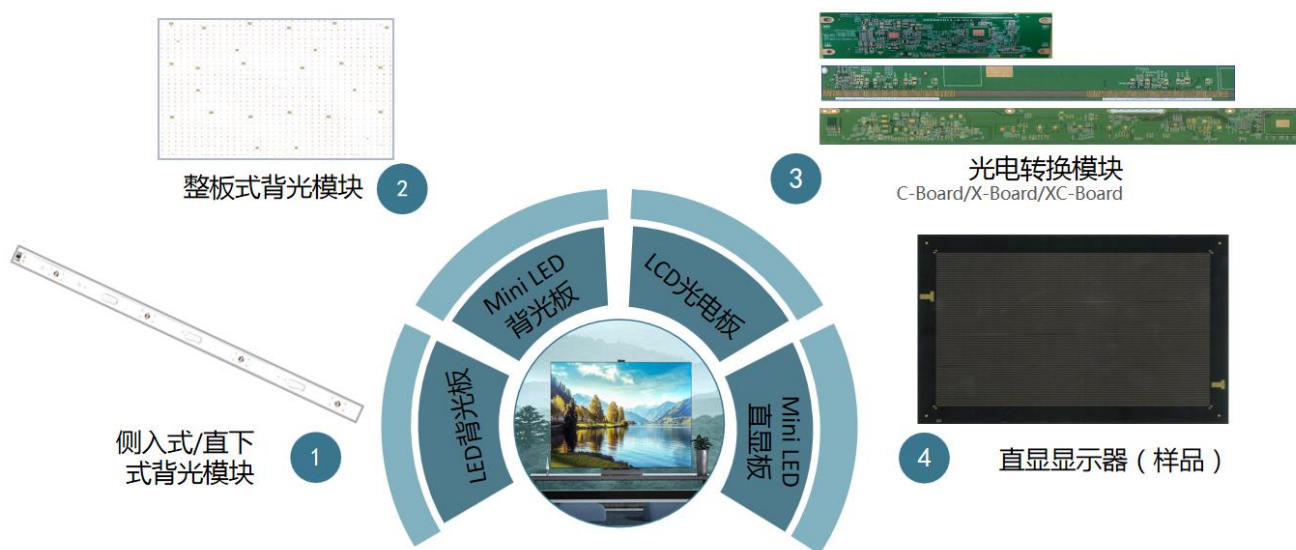 整板式背光模块
2
3
光电转换模块
C-Board/X-Board/XC-Board
Mini LED
背光板
LCD光电板
LED背光板
Mini LED
直显板
侧入式/直下
式背光模块
1
4
直显显示器（样品）